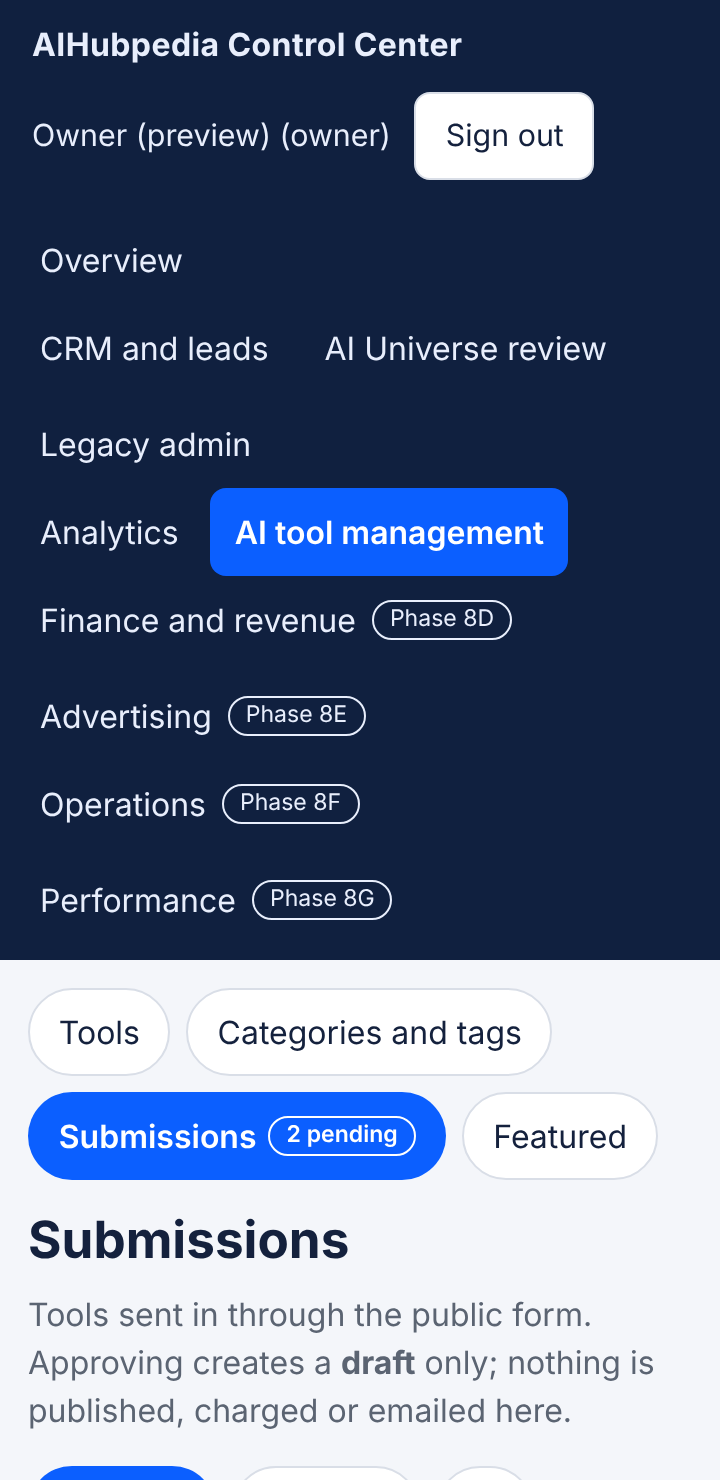 AIHubpedia Control Center
Owner (preview) (owner) Sign out
Overview
CRM and leads AI Universe review
Legacy admin
Analytics AI tool management
Finance and revenue Phase 8D
Advertising Phase 8E
Operations Phase 8F
Performance Phase 8G
Tools Categories and tags
Submissions 2 pending Featured
Submissions
Tools sent in through the public form.
Approving creates a draft only; nothing is
published, charged or emailed here.